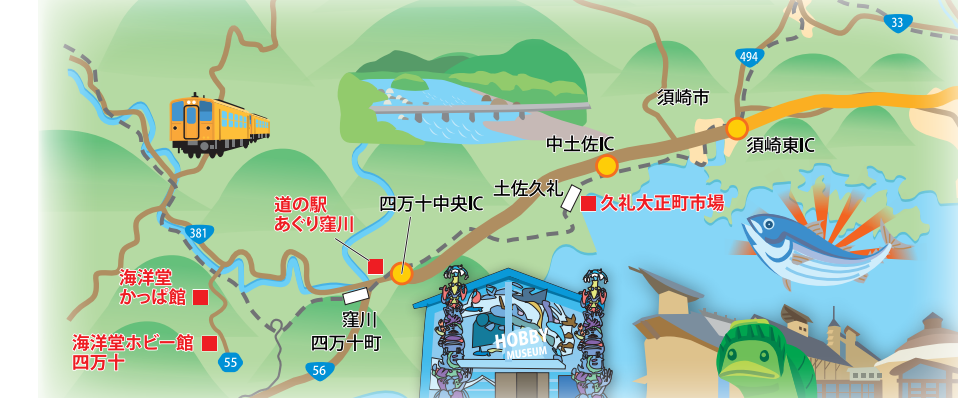 33
494
須崎市
須崎東IC
中土佐IC
土佐久礼
久礼大正町市場
道の駅
あぐり窪川
四万十中央IC
381
海洋堂
かっぱ館
窪川
四万十町
海洋堂ホビー館
四万十
55
56
HOBBY
MUSEUM